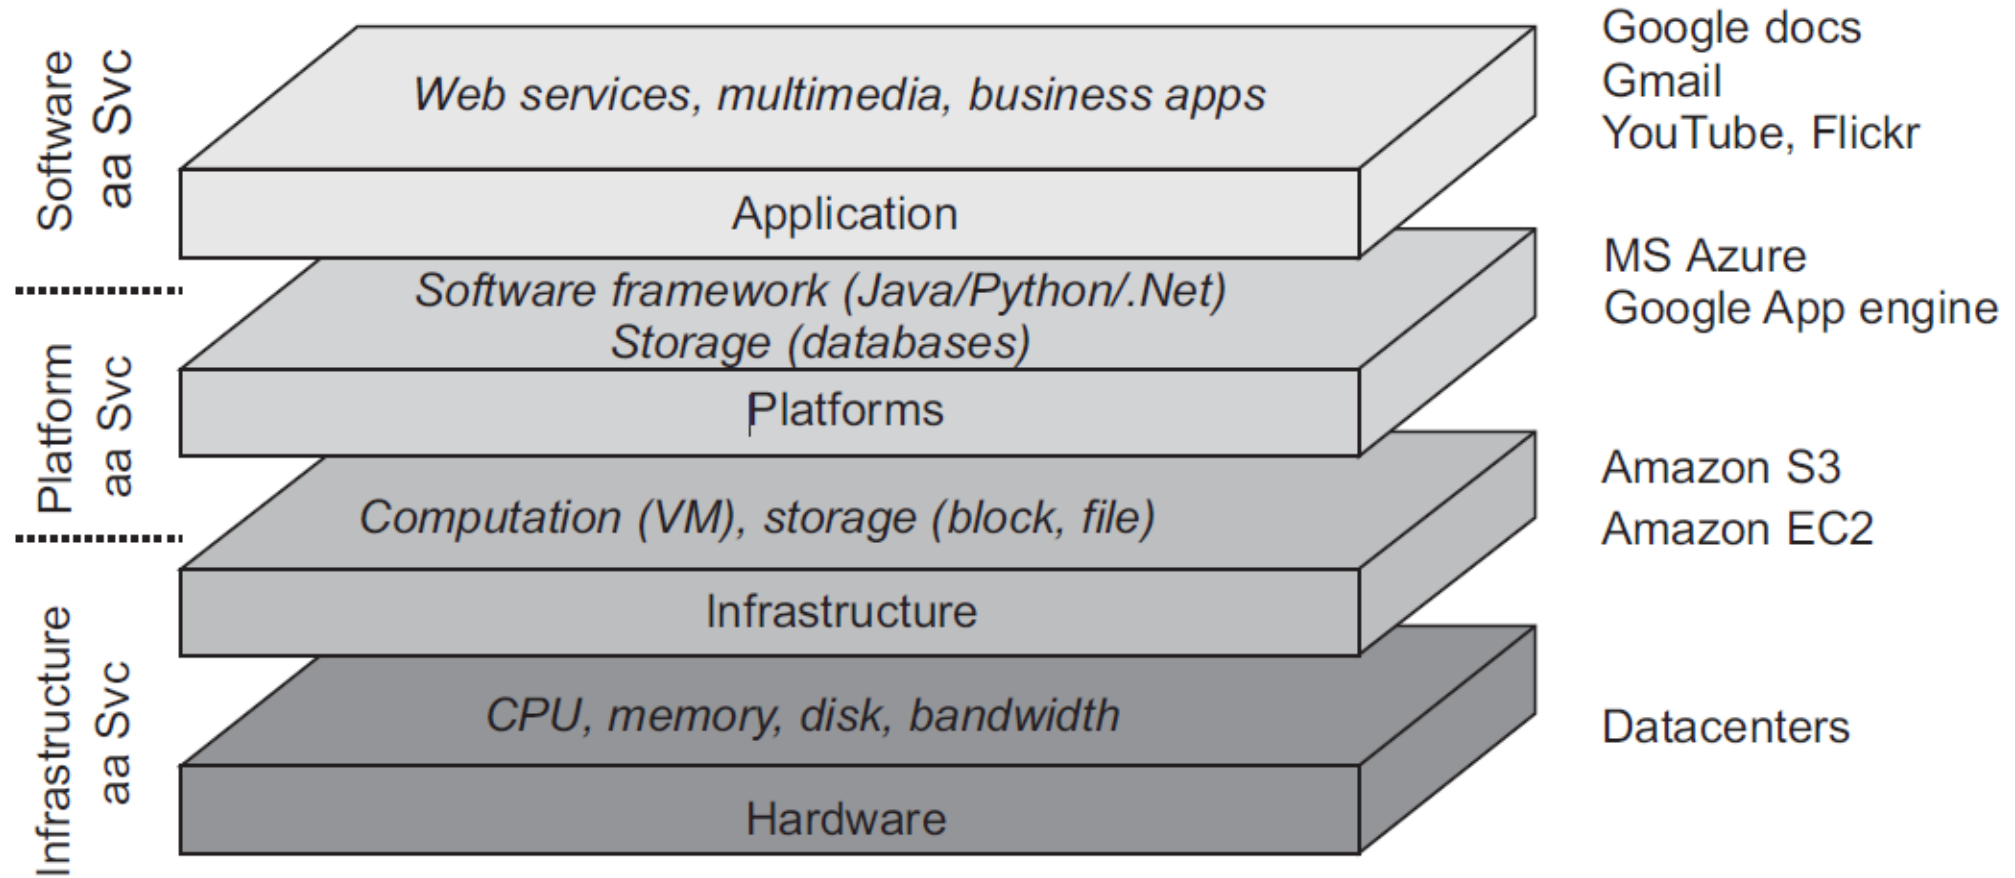 Software
aa Svc
Web services, multimedia, business apps
Application
Google docs
Gmail
YouTube, Flickr
Platform
aa Svc
Software framework (Java/Python/.Net)
Storage (databases)
Platforms
MS Azure
Google App engine
Infrastructure
aa Svc
Computation (VM), storage (block, file)
Infrastructure
Amazon S3
Amazon EC2
CPU, memory, disk, bandwidth
Hardware
Datacenters